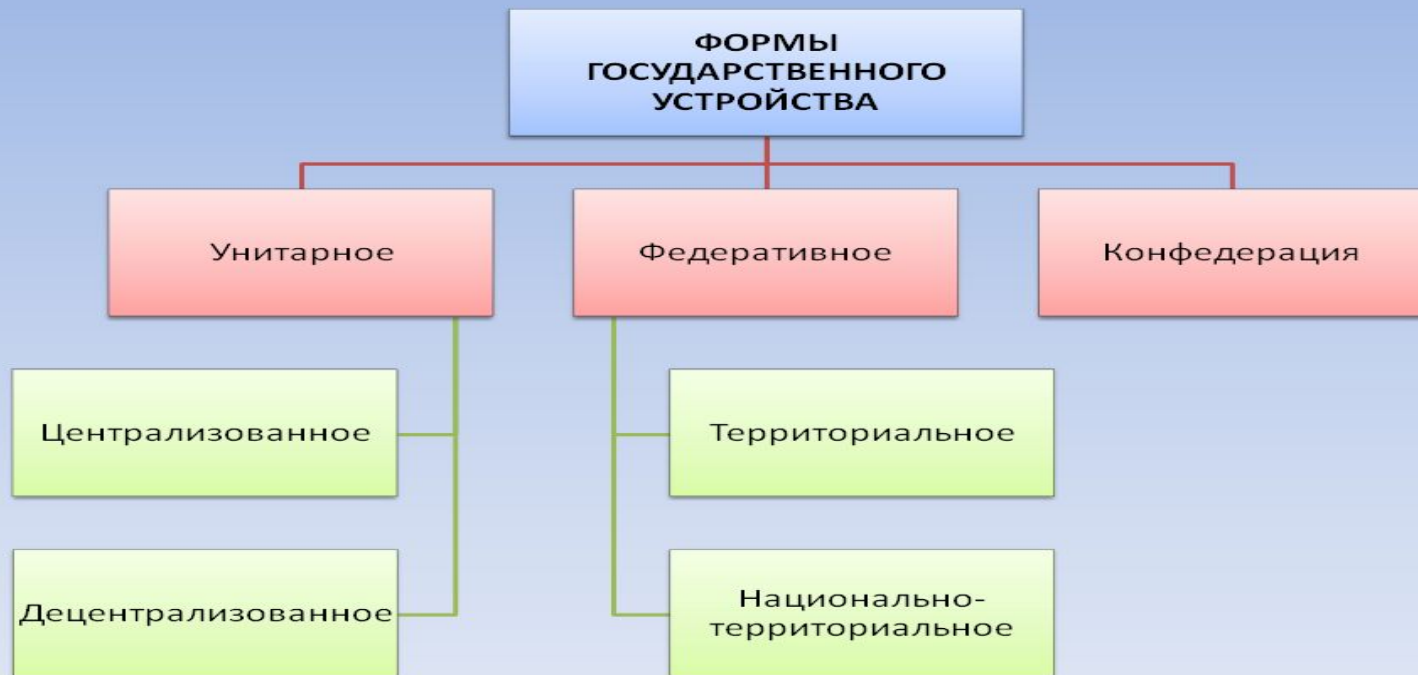 ФОРМЫ
ГОСУДАРСТВЕННОГО
УСТРОЙСТВА
Унитарное
Федеративное
Конфедерация
Централизованное
Территориальное
Децентрализованное
Национально-
территориальное